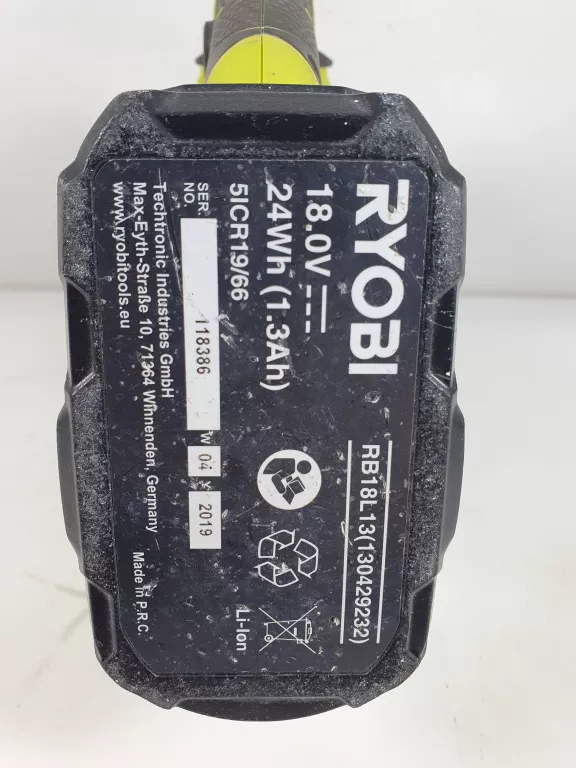 RYOBI
18.0V
24Wh (1.3Ah)
5ICR19/66
RB18L13(130429232)
Li-Ion
SER.
NO. 118386 W 04 X 2019
Techtronic Industries GmbH
Max-Eyth-Straße 10, 71364 Winnenden, Germany
www.ryobitools.eu
Made in P.R.C.